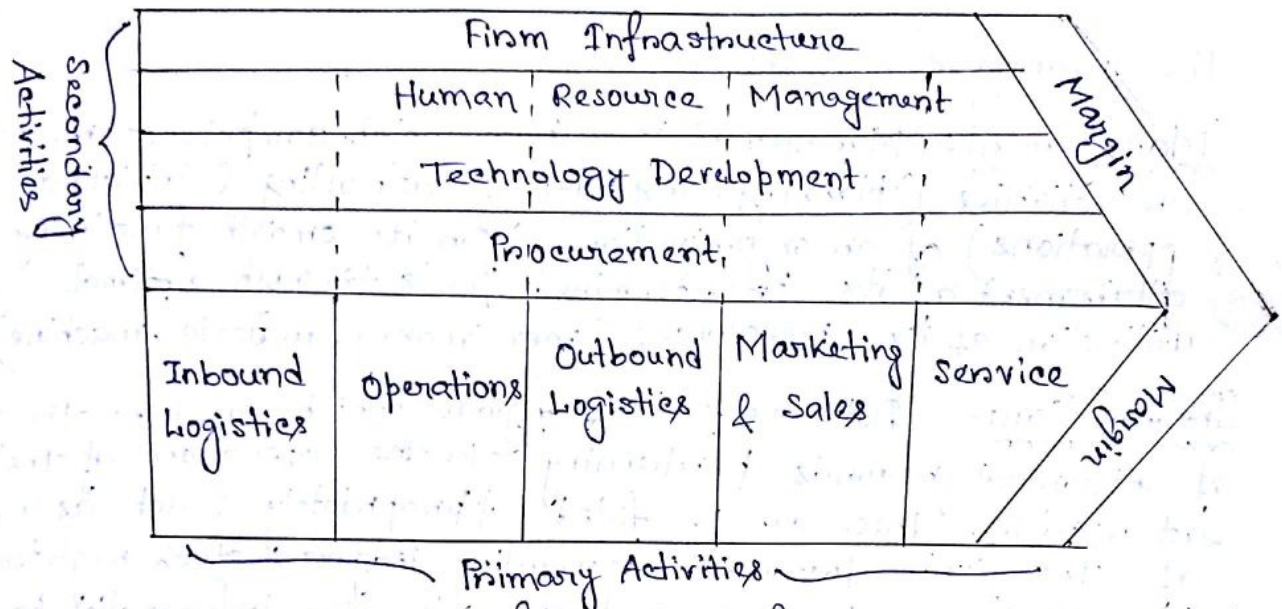 Secondary
Activities
Firm Infrastructure
Human Resource Management
Technology Development
Procurement
Margin
Inbound
Logistics
Operations
Outbound
Logistics
Marketing
& Sales
Service
Margin
Primary Activities